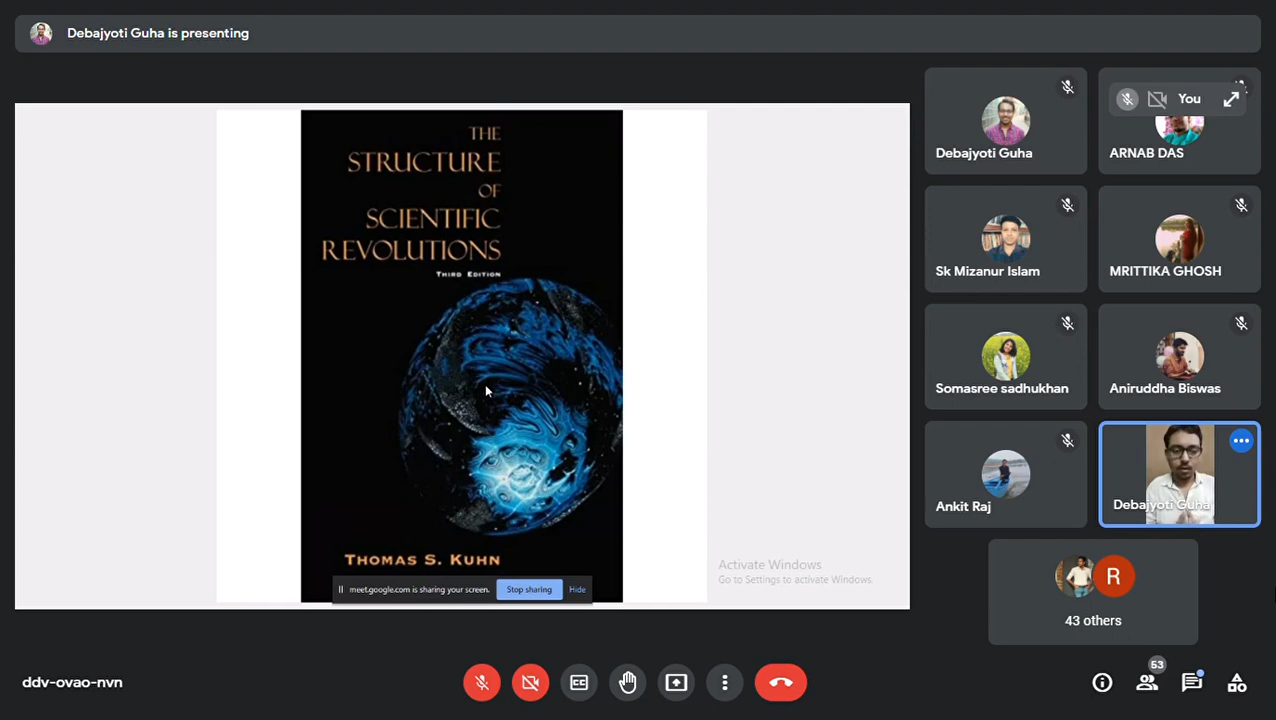 Debajyoti Guha is presenting
THE
STRUCTURE
OF
SCIENTIFIC
REVOLUTIONS
THIRD EDITION
THOMAS S. KUHN
meet.google.com is sharing your screen.
Stop sharing
Hide
Activate Windows
Go to Settings to activate Windows.
Debajyoti Guha
You
ARNAB DAS
Sk Mizanur Islam
MRITTIKA GHOSH
Somasree sadhukhan
Aniruddha Biswas
Ankit Raj
Debajyoti Guha
R
43 others
ddv-ovao-nvn
CC
53